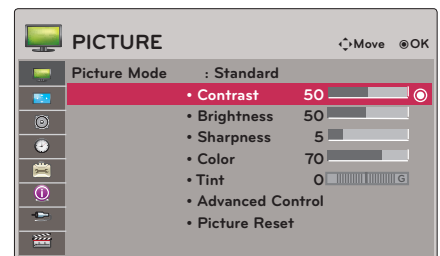 PICTURE Move OK
Picture Mode : Standard
• Contrast 50
• Brightness 50
• Sharpness 5
• Color 70
• Tint 0 G
• Advanced Control
• Picture Reset